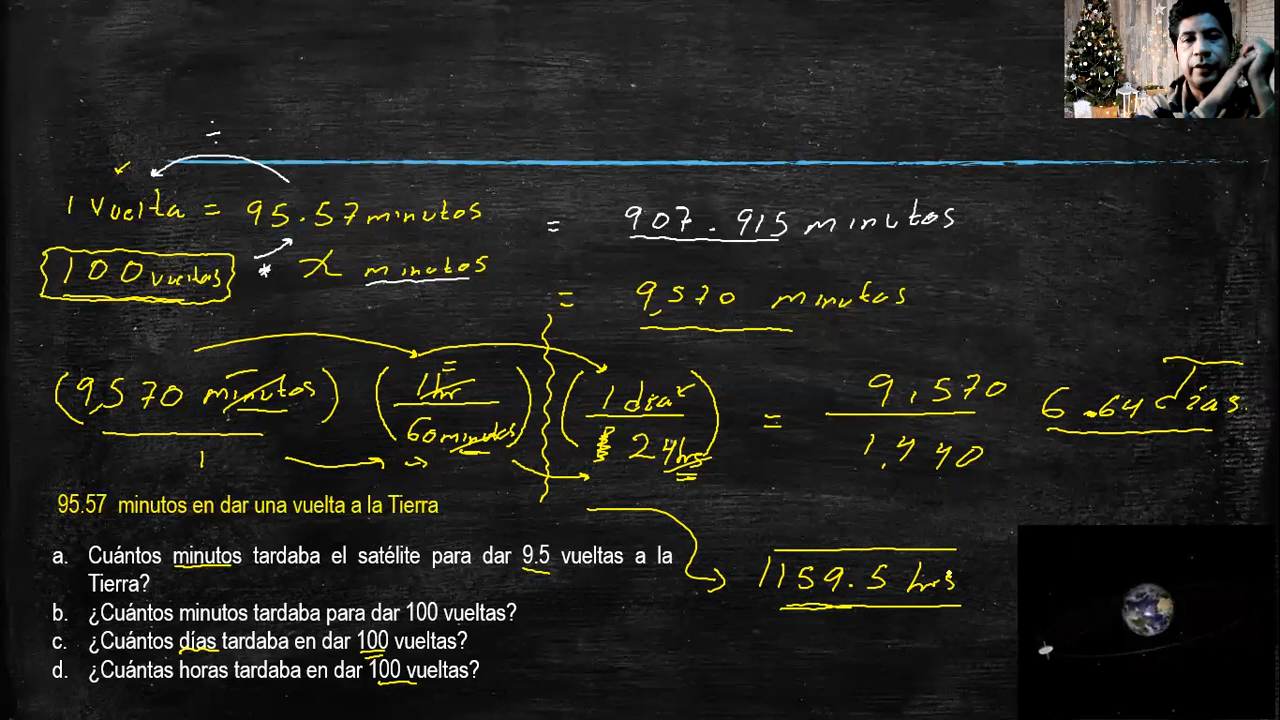 ÷
1 Vuelta = 95.57 minutos = 907.915 minutos
100 vueltas * x minutos
= 9,570 minutos
(9,570 minutos) (1 hr) (1 día) = 9,570 6.64 días
1 60 minutos 24 hrs 1,440
95.57 minutos en dar una vuelta a la Tierra
a. Cuántos minutos tardaba el satélite para dar 9.5 vueltas a la
Tierra?
b. ¿Cuántos minutos tardaba para dar 100 vueltas?
c. ¿Cuántos días tardaba en dar 100 vueltas?
d. ¿Cuántas horas tardaba en dar 100 vueltas?
159.5 hrs